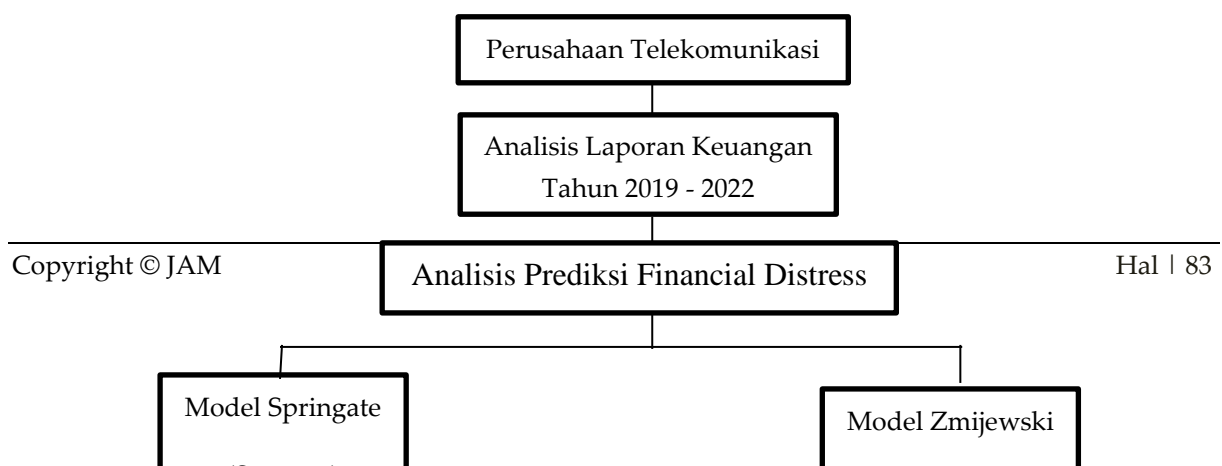 Perusahaan Telekomunikasi
Analisis Laporan Keuangan
Tahun 2019 - 2022
Copyright © JAM
Hal | 83
Analisis Prediksi Financial Distress
Model Springate
Model Zmijewski